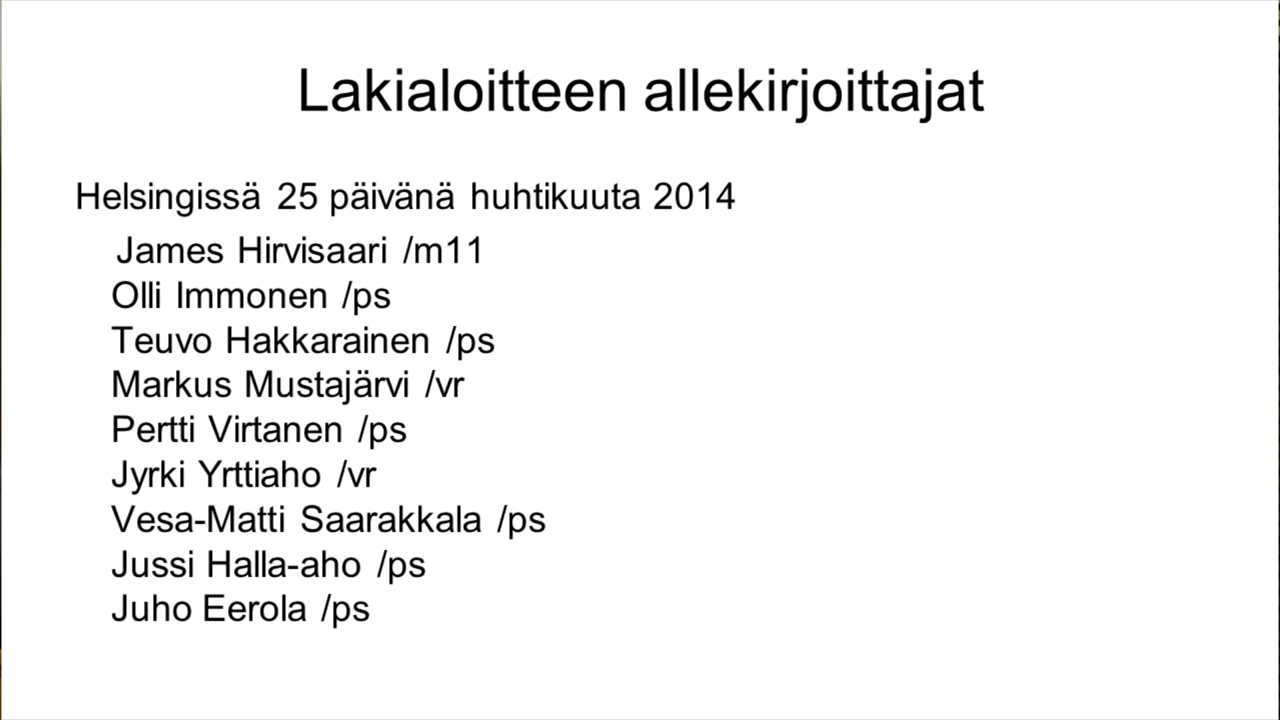 Lakialoitteen allekirjoittajat
Helsingissä 25 päivänä huhtikuuta 2014
James Hirvisaari /m11
Olli Immonen /ps
Teuvo Hakkarainen /ps
Markus Mustajärvi /vr
Pertti Virtanen /ps
Jyrki Yrttiaho /vr
Vesa-Matti Saarakkala /ps
Jussi Halla-aho /ps
Juho Eerola /ps